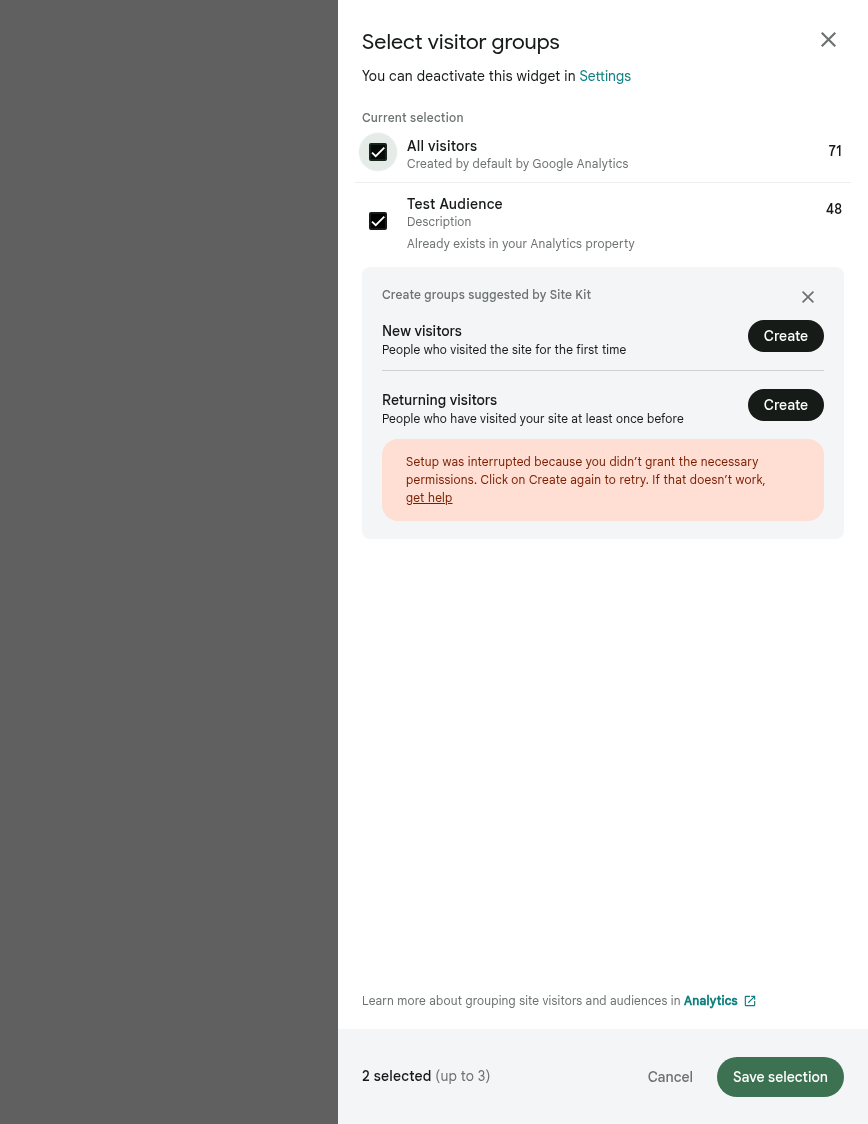 Select visitor groups
You can deactivate this widget in Settings
Current selection
All visitors
71
Created by default by Google Analytics
Test Audience
48
Description
Already exists in your Analytics property
Create groups suggested by Site Kit
New visitors
Create
People who visited the site for the first time
Returning visitors
Create
People who have visited your site at least once before
Setup was interrupted because you didn’t grant the necessary
permissions. Click on Create again to retry. If that doesn’t work,
get help
Learn more about grouping site visitors and audiences in Analytics
2 selected (up to 3)
Cancel
Save selection